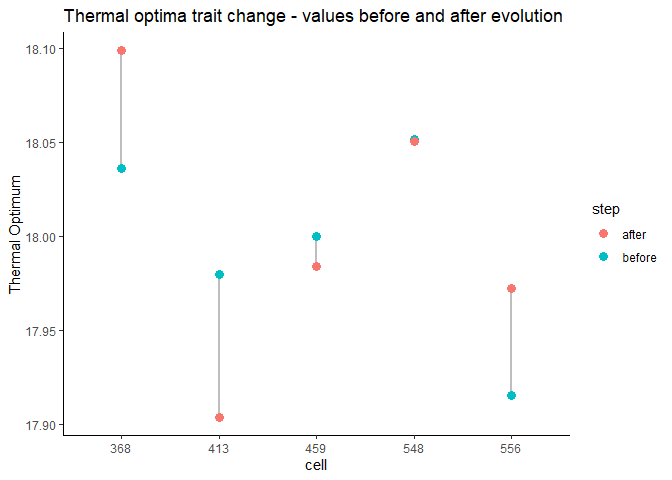 Thermal optima trait change - values before and after evolution
18.10
18.05
18.00
17.95
17.90
Thermal Optimum
368 413 459 548 556
cell
step
after
before